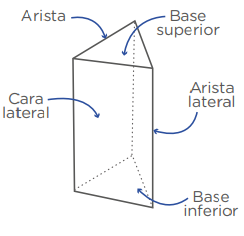 Arista
Base
superior
Arista
lateral
Cara
lateral
Base
inferior